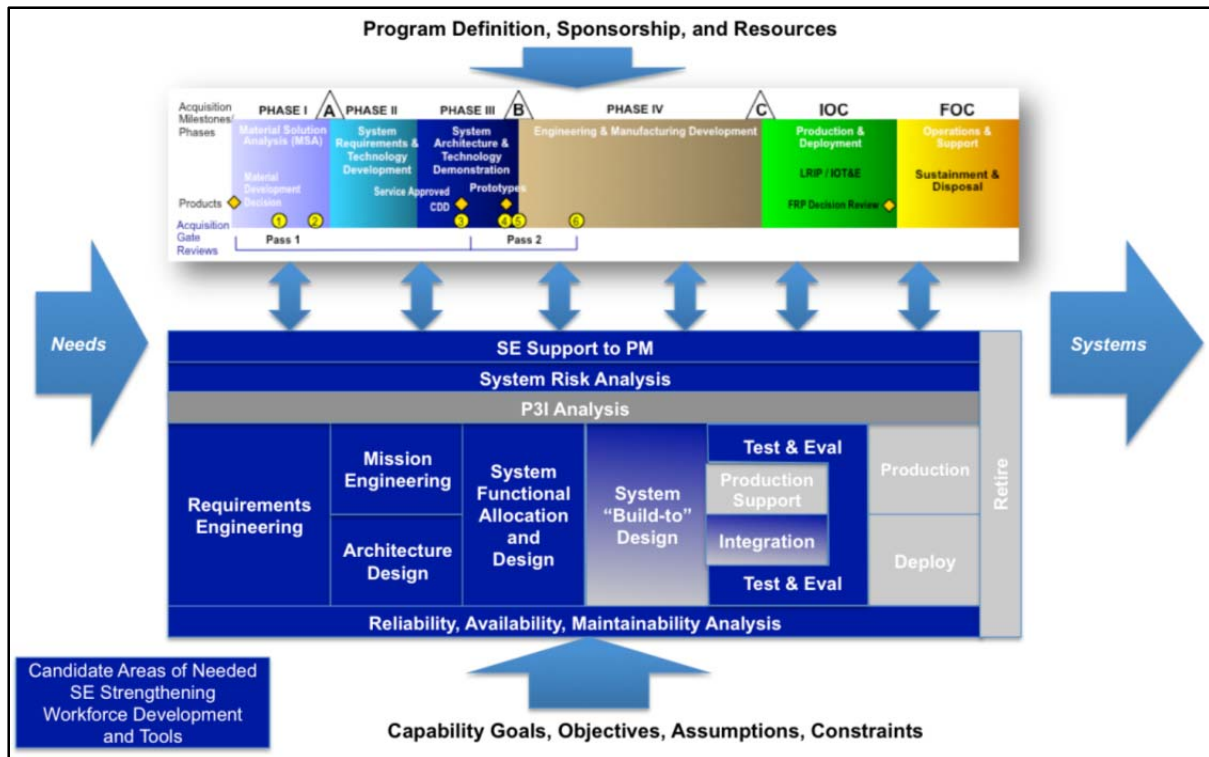 Program Definition, Sponsorship, and Resources
Acquisition
Milestones/
Phases
PHASE I
A
PHASE II
PHASE III
B
PHASE IV
C
IOC
FOC
Material Solution
Analysis (MSA)
System
Requirements &
Technology
Development
System
Architecture &
Technology
Demonstration
Engineering & Manufacturing Development
Production &
Deployment
Operations &
Support
Material
Development
Decision
Service Approved
CDD
Prototypes
LRIP / IOT&E
FRP Decision Review
Sustainment &
Disposal
Products
1
2
3
4
5
6
Acquisition
Gate
Reviews
Pass 1
Pass 2
Needs
Systems
SE Support to PM
System Risk Analysis
P3I Analysis
Requirements
Engineering
Mission
Engineering
Architecture
Design
System
Functional
Allocation
and
Design
System
“Build-to”
Design
Test & Eval
Production
Support
Integration
Test & Eval
Production
Deploy
Retire
Reliability, Availability, Maintainability Analysis
Candidate Areas of Needed
SE Strengthening
Workforce Development
and Tools
Capability Goals, Objectives, Assumptions, Constraints